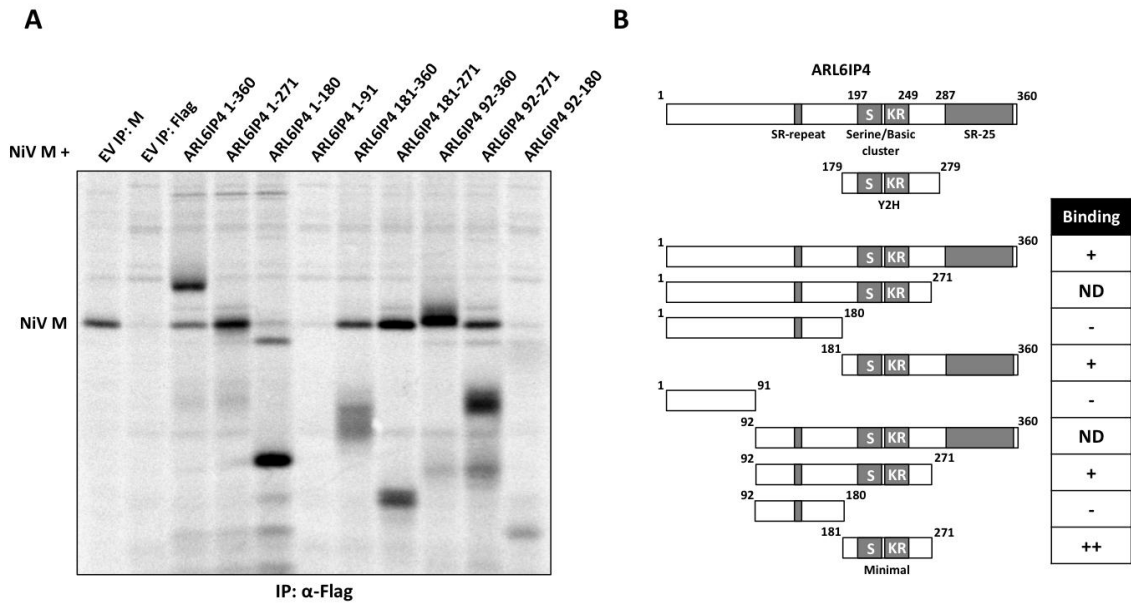 A
NiV M +
EV IP: M
EV IP: Flag
ARL6IP4 1-360
ARL6IP4 1-271
ARL6IP4 1-180
ARL6IP4 1-91
ARL6IP4 181-360
ARL6IP4 181-271
ARL6IP4 92-360
ARL6IP4 92-271
ARL6IP4 92-180
NiV M
IP: α-Flag
B
ARL6IP4
1 197 249 287 360
S KR
SR-repeat Serine/Basic cluster SR-25
179 279
S KR
Y2H
Binding
1 360
S KR
+
1 271
S KR
ND
1 180
-
181 360
S KR
+
1 91
-
92 360
S KR
ND
92 271
S KR
+
92 180
-
181 271
S KR
++
Minimal